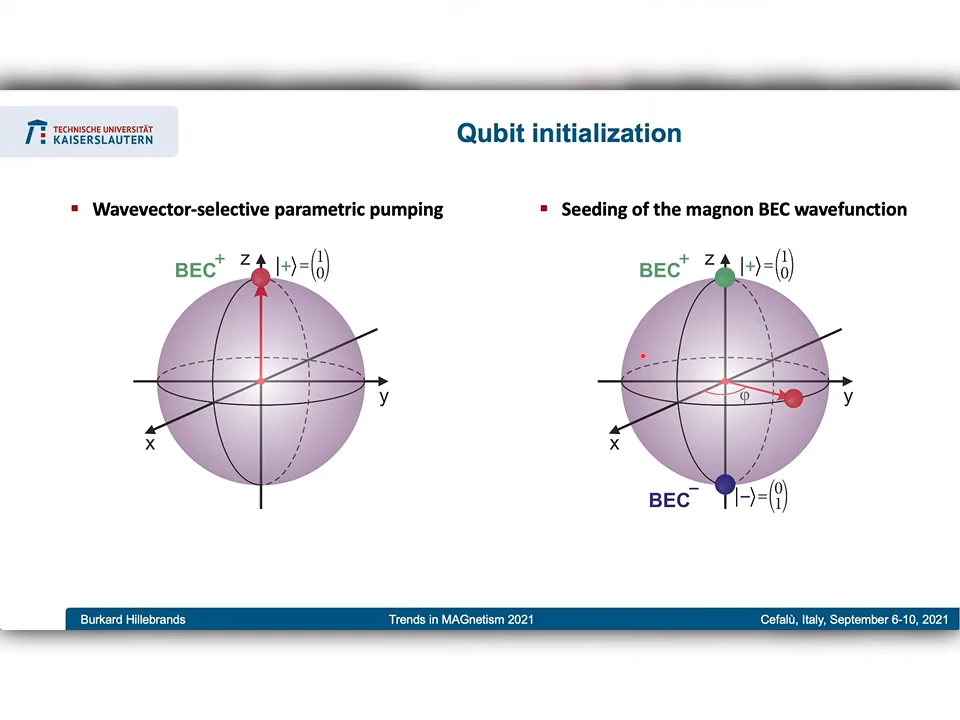 TECHNISCHE UNIVERSITÄT
KAISERSLAUTERN
Qubit initialization
▪ Wavevector-selective parametric pumping
BEC⁺
z
|+⟩=(1 0)
y
x
▪ Seeding of the magnon BEC wavefunction
BEC⁺
z
|+⟩=(1 0)
φ
y
x
BEC⁻
|−⟩=(0 1)
Burkard Hillebrands
Trends in MAGnetism 2021
Cefalù, Italy, September 6-10, 2021